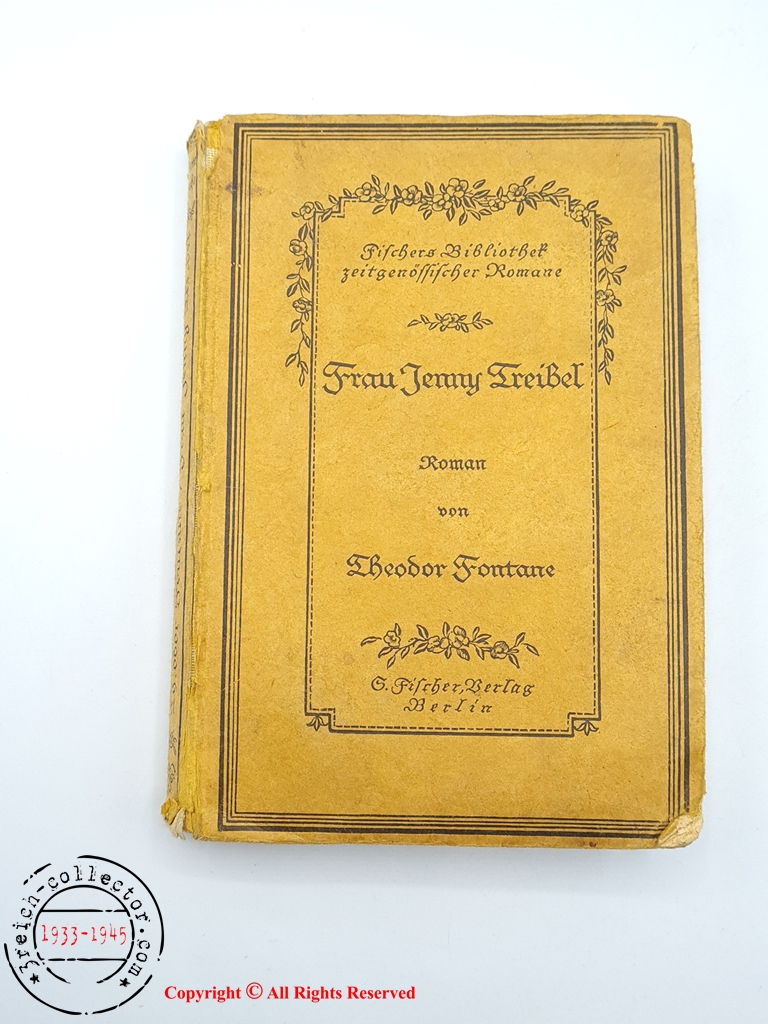 Fischers Bibliothek
zeitgenössischer Romane
Frau Jenny Treibel
Roman
von
Theodor Fontane
S. Fischer, Verlag
Berlin
3reich-collector.com
1933-1945
Copyright © All Rights Reserved